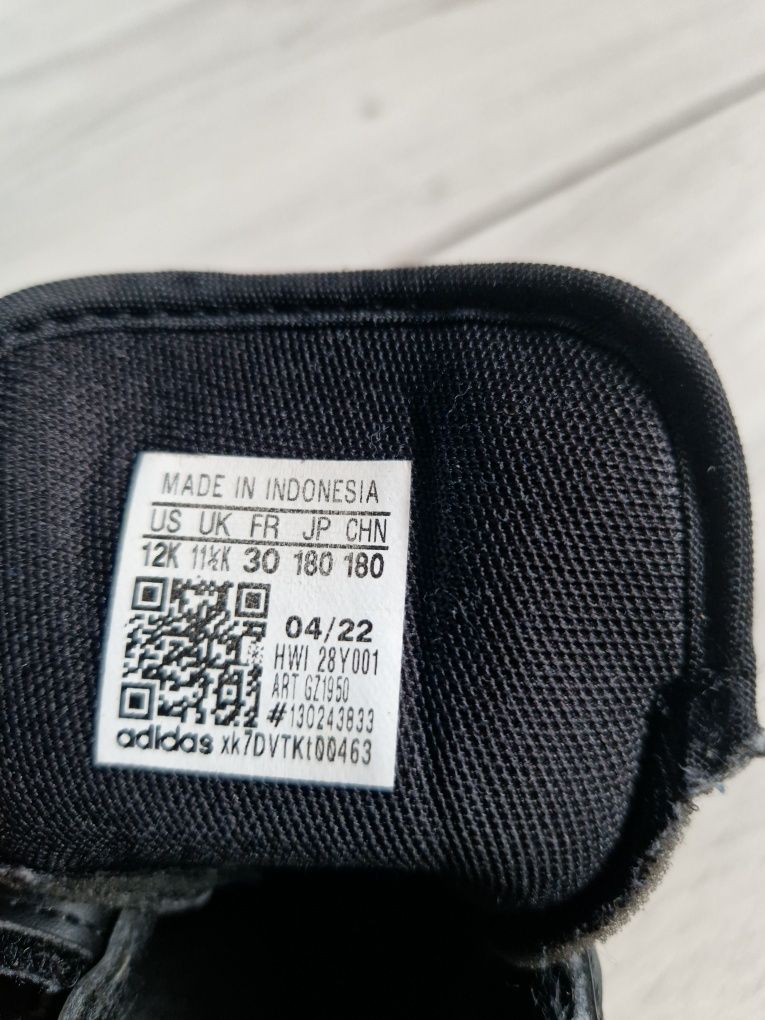 MADE IN INDONESIA
US UK FR JP CHN
12K 11½K 30 180 180
04/22
HWI 28Y001
ART GZ1950
#130243833
adidas xk7DVTKt00463